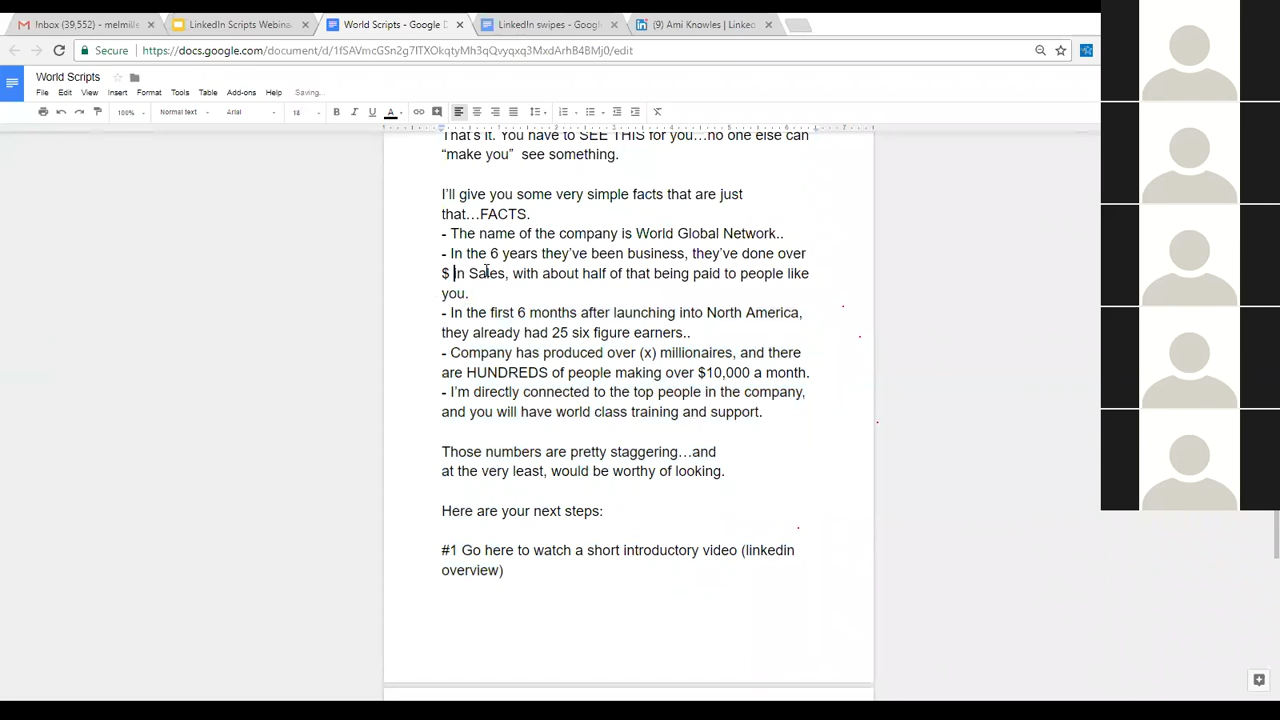 Inbox (39,552) - melmille
LinkedIn Scripts Webina
World Scripts - Google D
LinkedIn swipes - Googl
(9) Ami Knowles | Linked
Secure
https://docs.google.com/document/d/1fSAVmcGSn2g7lTXOkqtyMh3qQvyqxq3MxdArhB4BMj0/edit
World Scripts
File Edit View Insert Format Tools Table Add-ons Help Saving...
100% Normal text Arial 18 B I U A
That's it. You have to SEE THIS for you…no one else can
“make you”  see something.
I’ll give you some very simple facts that are just
that…FACTS.
- The name of the company is World Global Network..
- In the 6 years they’ve been business, they’ve done over
$ in Sales, with about half of that being paid to people like
you.
- In the first 6 months after launching into North America,
they already had 25 six figure earners..
- Company has produced over (x) millionaires, and there
are HUNDREDS of people making over $10,000 a month.
- I’m directly connected to the top people in the company,
and you will have world class training and support.
Those numbers are pretty staggering…and
at the very least, would be worthy of looking.
Here are your next steps:
#1 Go here to watch a short introductory video (linkedin
overview)